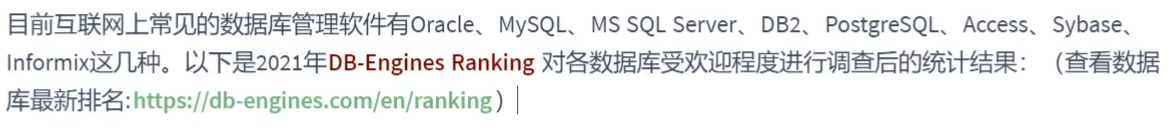 目前互联网上常见的数据库管理软件有Oracle、MySQL、MS SQL Server、DB2、PostgreSQL、Access、Sybase、
Informix这几种。以下是2021年DB-Engines Ranking 对各数据库受欢迎程度进行调查后的统计结果：（查看数据
库最新排名:https://db-engines.com/en/ranking）